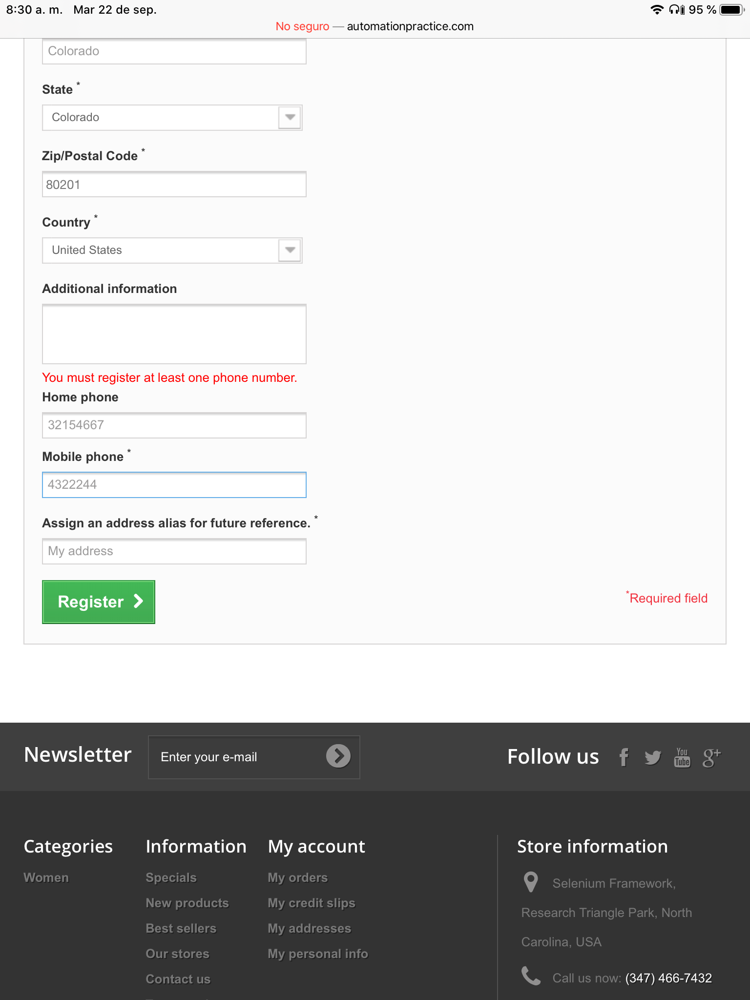 8:30 a. m. Mar 22 de sep. 95 %
No seguro — automationpractice.com
Colorado
State *
Colorado
Zip/Postal Code *
80201
Country *
United States
Additional information
You must register at least one phone number.
Home phone
32154667
Mobile phone *
4322244
Assign an address alias for future reference. *
My address
Register
*Required field
Newsletter
Enter your e-mail
Follow us
You Tube
g+
Categories
Women
Information
Specials
New products
Best sellers
Our stores
Contact us
My account
My orders
My credit slips
My addresses
My personal info
Store information
Selenium Framework,
Research Triangle Park, North
Carolina, USA
Call us now: (347) 466-7432